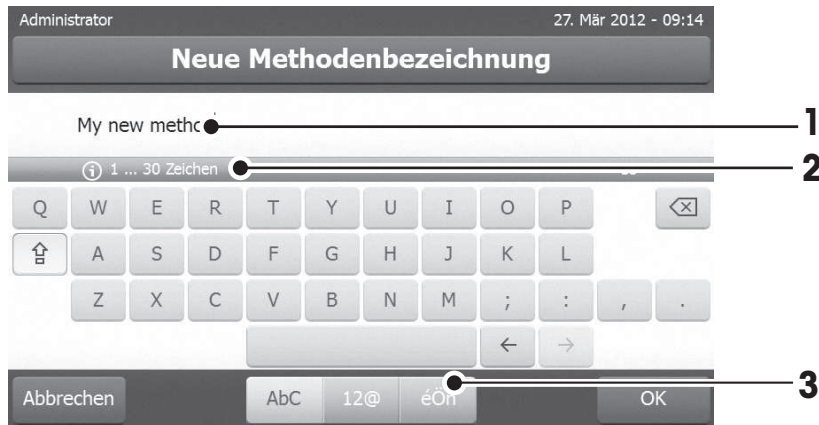 Administrator 27. Mär 2012 - 09:14
Neue Methodenbezeichnung
My new metho 1
1 ... 30 Zeichen 2
Q W E R T Y U I O P
A S D F G H J K L
Z X C V B N M ; : , .
← →
Abbrechen AbC 12@ éÖñ OK 3